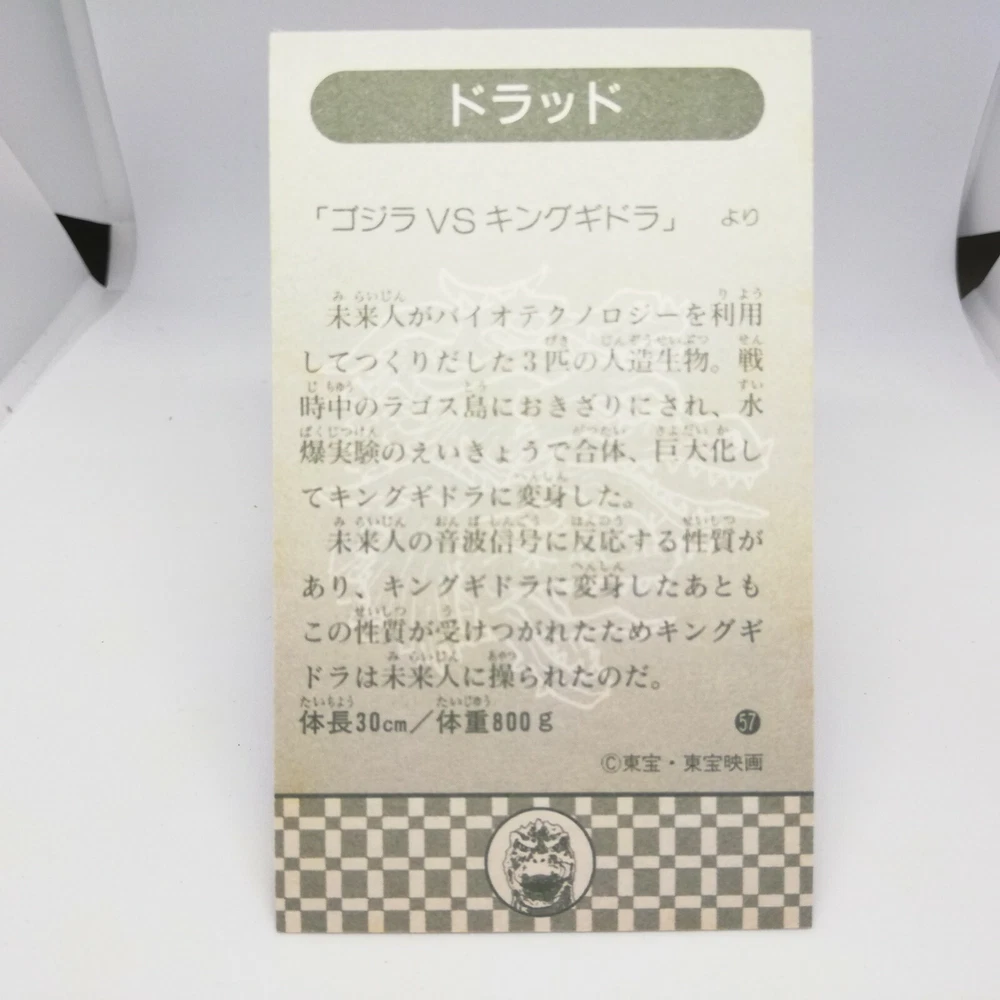 ドラッド
「ゴジラVSキングギドラ」 より
未来人がバイオテクノロジーを利用
してつくりだした3匹の人造生物。戦
時中のラゴス島におきざりにされ、水
爆実験のえいきょうで合体、巨大化し
てキングギドラに変身した。
未来人の音波信号に反応する性質が
あり、キングギドラに変身したあとも
この性質が受けつがれたためキングギ
ドラは未来人に操られたのだ。
体長30cm／体重800g
57
©東宝・東宝映画